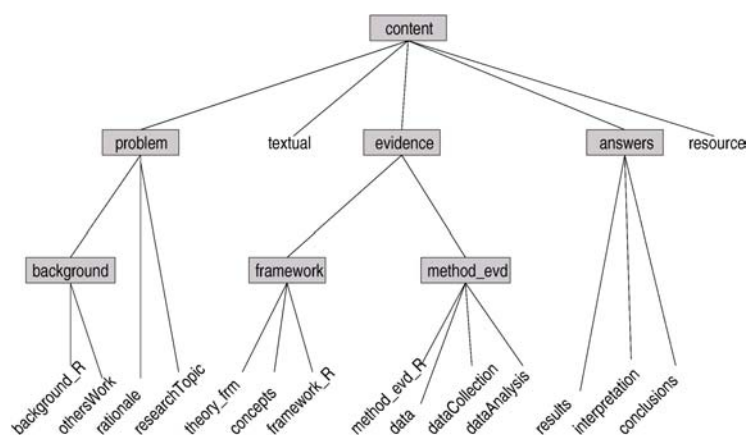 content
problem
textual
evidence
answers
resource
background
framework
method_evd
background_R
othersWork
rationale
researchTopic
theory_frm
concepts
framework_R
method_evd_R
data
dataCollection
dataAnalysis
results
interpretation
conclusions